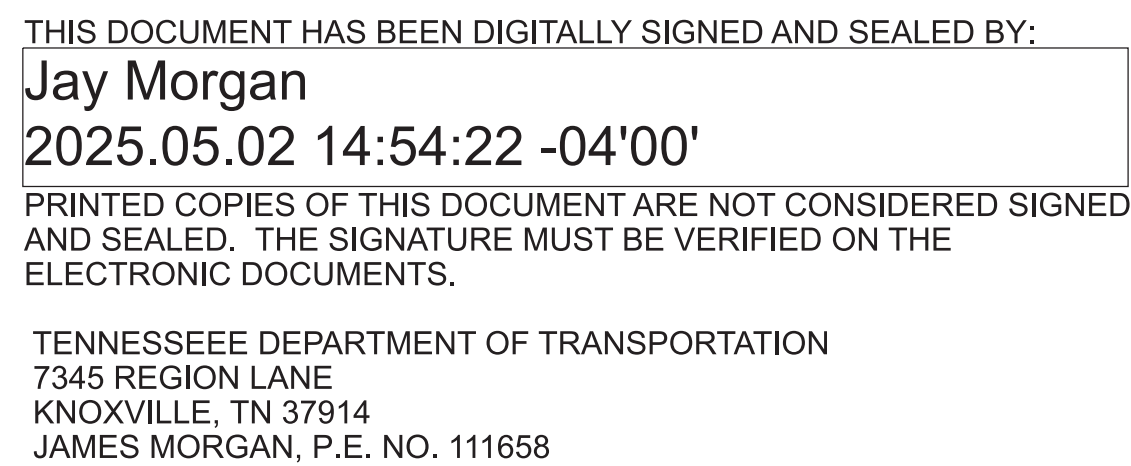 THIS DOCUMENT HAS BEEN DIGITALLY SIGNED AND SEALED BY:
Jay Morgan
2025.05.02 14:54:22 -04'00'
PRINTED COPIES OF THIS DOCUMENT ARE NOT CONSIDERED SIGNED
AND SEALED. THE SIGNATURE MUST BE VERIFIED ON THE
ELECTRONIC DOCUMENTS.
TENNESSEEE DEPARTMENT OF TRANSPORTATION
7345 REGION LANE
KNOXVILLE, TN 37914
JAMES MORGAN, P.E. NO. 111658